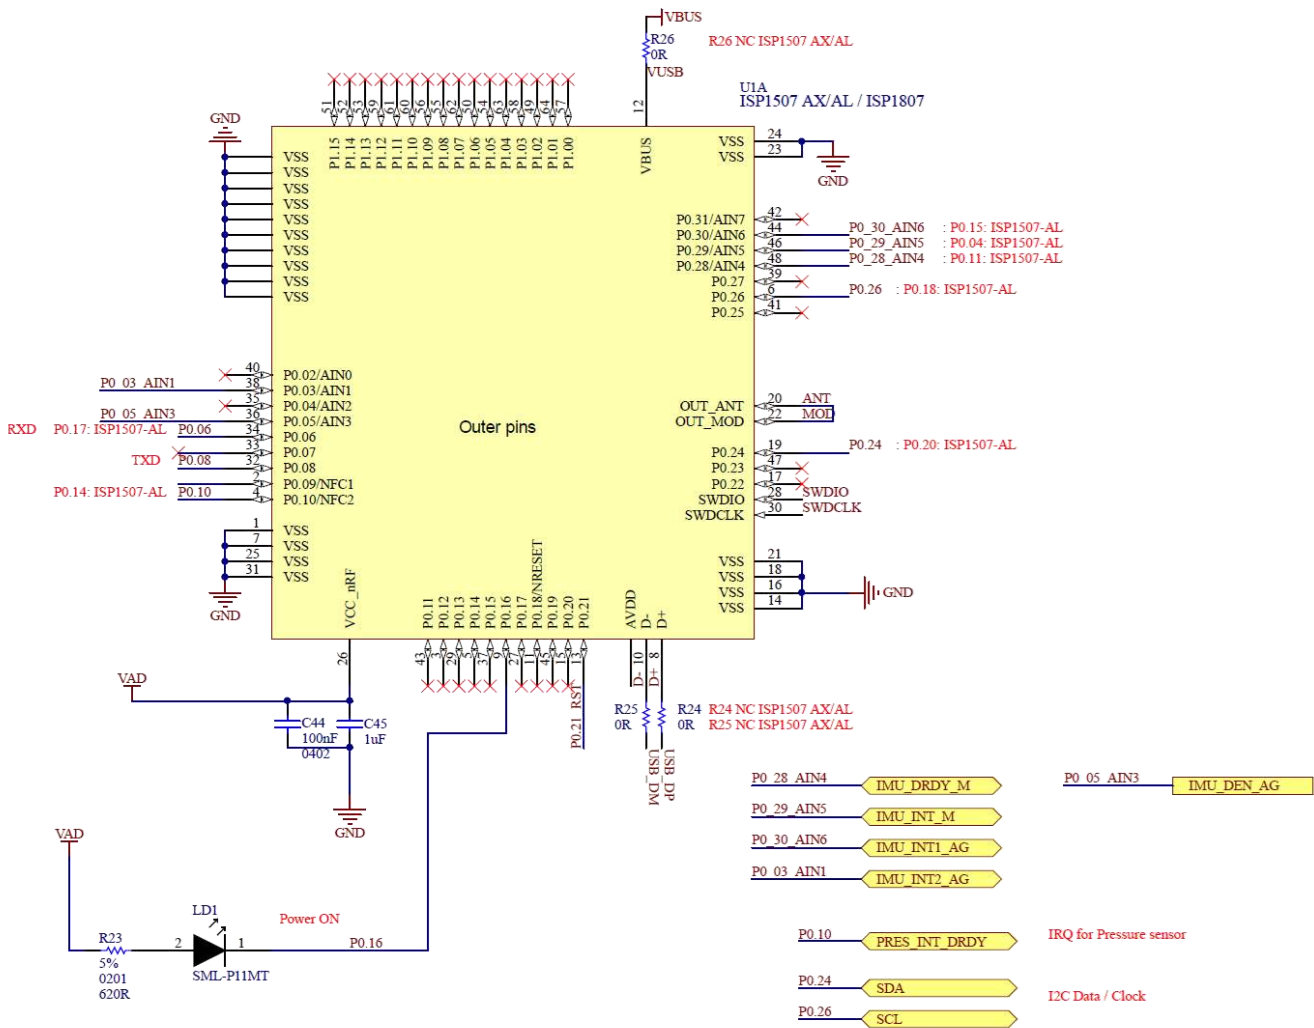 VBUS
R26
0R
R26 NC ISP1507 AX/AL
VUSB
U1A
ISP1507 AX/AL / ISP1807
51 52 53 59 61 60 56 55 62 50 54 63 58 49 64 57
12
P1.15 P1.14 P1.13 P1.12 P1.11 P1.10 P1.09 P1.08 P1.07 P1.06 P1.05 P1.04 P1.03 P1.02 P1.01 P1.00
VBUS
GND
VSS
VSS
VSS
VSS
VSS
VSS
VSS
VSS
VSS
VSS
VSS 24
VSS 23
GND
P0.31/AIN7 42
P0.30/AIN6 44 P0_30_AIN6 : P0.15: ISP1507-AL
P0.29/AIN5 46 P0_29_AIN5 : P0.04: ISP1507-AL
P0.28/AIN4 48 P0_28_AIN4 : P0.11: ISP1507-AL
P0.27 39
P0.26 6 P0.26 : P0.18: ISP1507-AL
P0.25 41
40 P0.02/AIN0
P0_03_AIN1 38 P0.03/AIN1
35 P0.04/AIN2
P0_05_AIN3 36 P0.05/AIN3
RXD P0.17: ISP1507-AL P0.06 34 P0.06
33 P0.07
TXD P0.08 32 P0.08
2 P0.09/NFC1
P0.14: ISP1507-AL P0.10 4 P0.10/NFC2
Outer pins
OUT_ANT 20 ANT
OUT_MOD 22 MOD
P0.24 19 P0.24 : P0.20: ISP1507-AL
P0.23 47
P0.22 17
SWDIO 28 SWDIO
SWDCLK 30 SWDCLK
1 VSS
7 VSS
25 VSS
31 VSS
GND
VSS 21
VSS 18
VSS 16
VSS 14
GND
VCC_nRF
P0.11 P0.12 P0.13 P0.14 P0.15 P0.16 P0.17 P0.18/NRESET P0.19 P0.20 P0.21
AVDD D- D+
26
43 3 29 5 37 9 27 11 45 15 13
10 8
D- D+
P0.21_RST
VAD
C44
100nF
0402
C45
1uF
GND
R25
0R
R24
0R
R24 NC ISP1507 AX/AL
R25 NC ISP1507 AX/AL
USB_DM
USB_DP
P0_28_AIN4 IMU_DRDY_M
P0_05_AIN3 IMU_DEN_AG
P0_29_AIN5 IMU_INT_M
P0_30_AIN6 IMU_INT1_AG
P0_03_AIN1 IMU_INT2_AG
VAD
LD1
Power ON
R23
5%
0201
620R
2 1
SML-P11MT
P0.16
P0.10 PRES_INT_DRDY IRQ for Pressure sensor
P0.24 SDA
I2C Data / Clock
P0.26 SCL